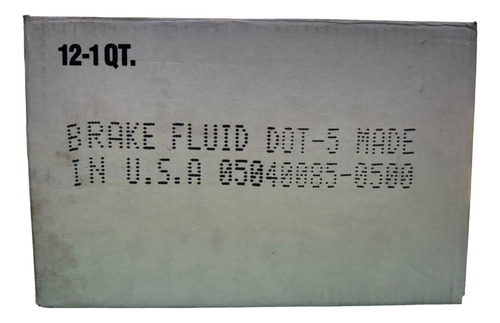 12-1 QT.
BRAKE FLUID DOT-5 MADE
IN U.S.A 05040085-0500